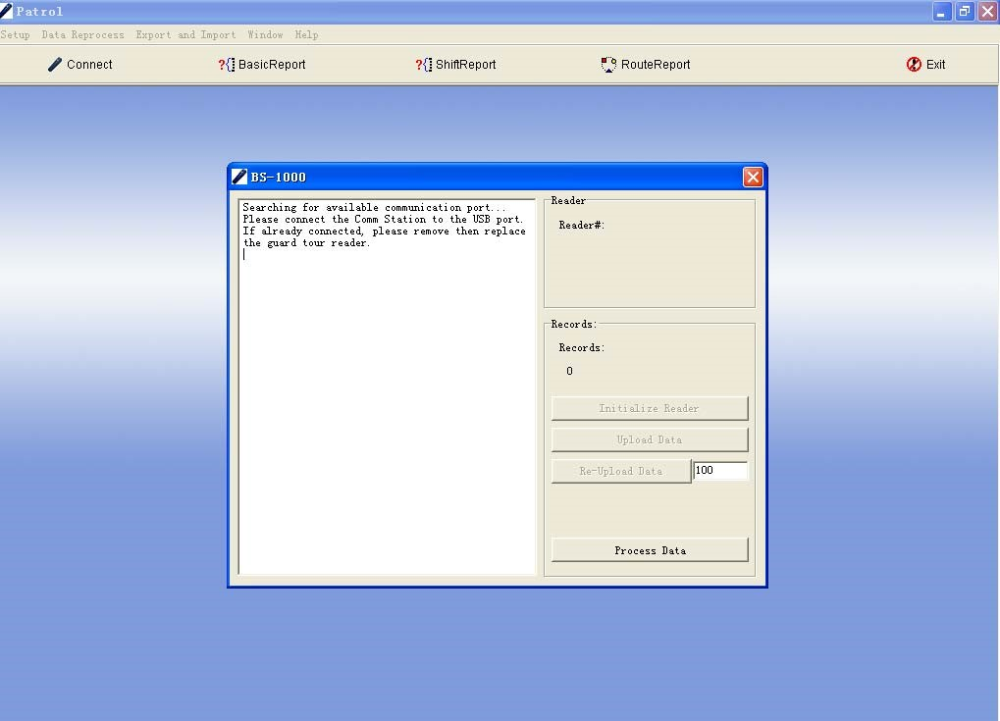 Patrol
Setup Data Reprocess Export and Import Window Help
Connect ?{⁞ BasicReport ?{⁞ ShiftReport RouteReport Exit
BS-1000
Searching for available communication port...
Please connect the Comm Station to the USB port.
If already connected, please remove then replace
the guard tour reader.
Reader
Reader#:
Records:
Records:
0
Initialize Reader
Upload Data
Re-Upload Data 100
Process Data